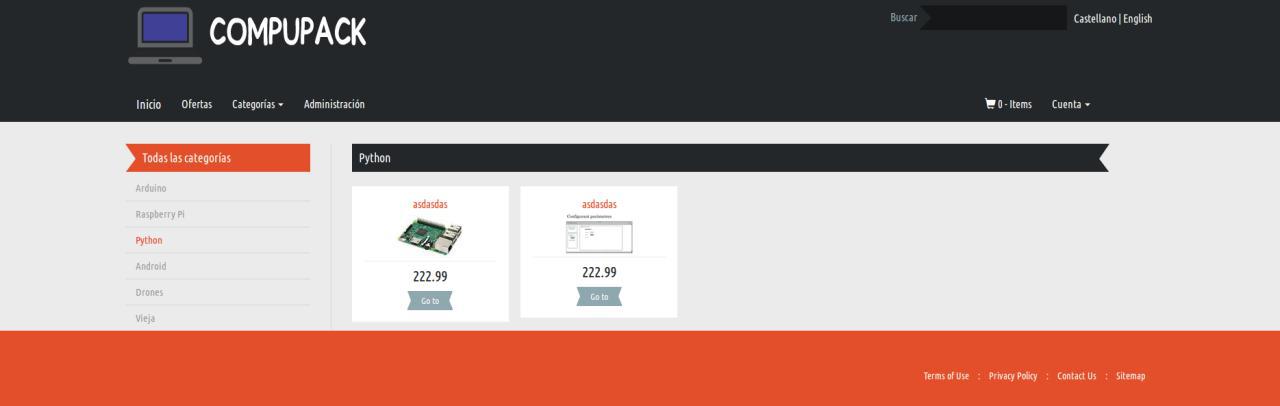 COMPUPACK
Buscar
Castellano | English
Inicio Ofertas Categorías Administración
0 - Items Cuenta
Todas las categorías
Arduino
Raspberry Pi
Python
Android
Drones
Vieja
Python
asdasdas
222.99
Go to
asdasdas
222.99
Go to
Terms of Use : Privacy Policy : Contact Us : Sitemap